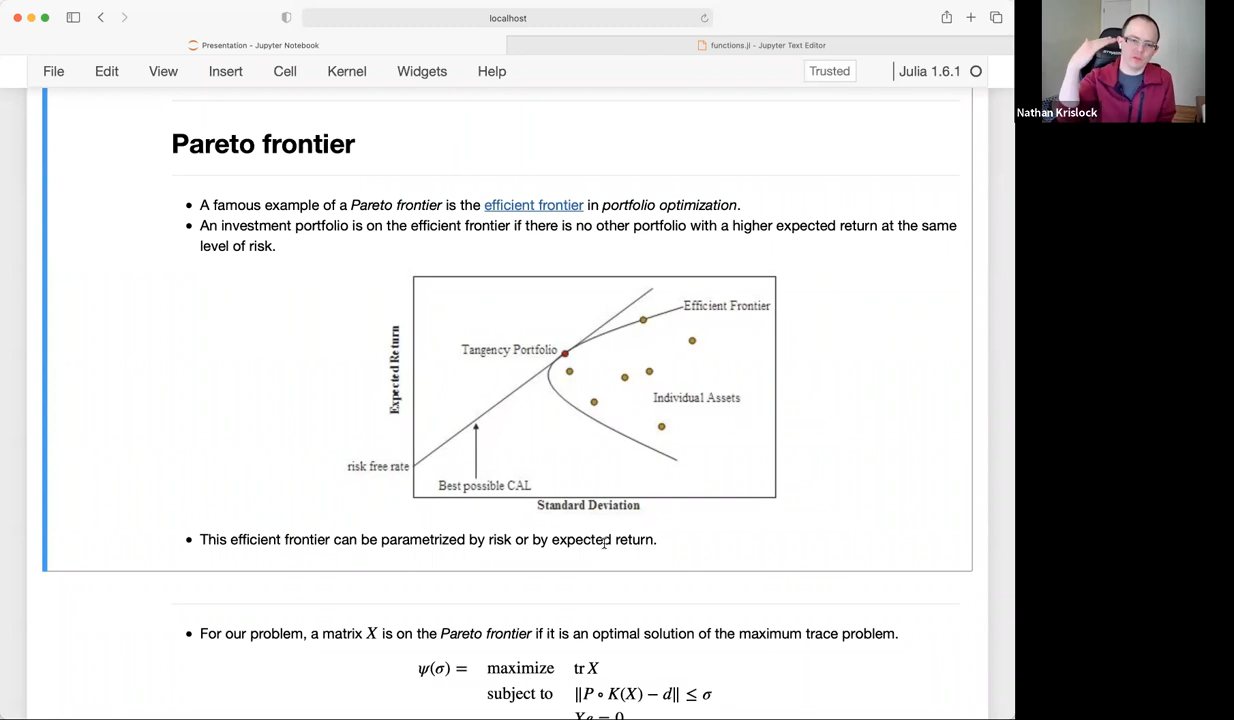 localhost
Presentation - Jupyter Notebook
functions.jl - Jupyter Text Editor
File Edit View Insert Cell Kernel Widgets Help Trusted Julia 1.6.1
Nathan Krislock
Pareto frontier
• A famous example of a Pareto frontier is the efficient frontier in portfolio optimization.
• An investment portfolio is on the efficient frontier if there is no other portfolio with a higher expected return at the same
level of risk.
Efficient Frontier
Tangency Portfolio
Expected Return
Individual Assets
risk free rate
Best possible CAL
Standard Deviation
• This efficient frontier can be parametrized by risk or by expected return.
• For our problem, a matrix X is on the Pareto frontier if it is an optimal solution of the maximum trace problem.
ψ(σ) = maximize tr X
subject to ‖P ∘ K(X) − d‖ ≤ σ
Xe = 0